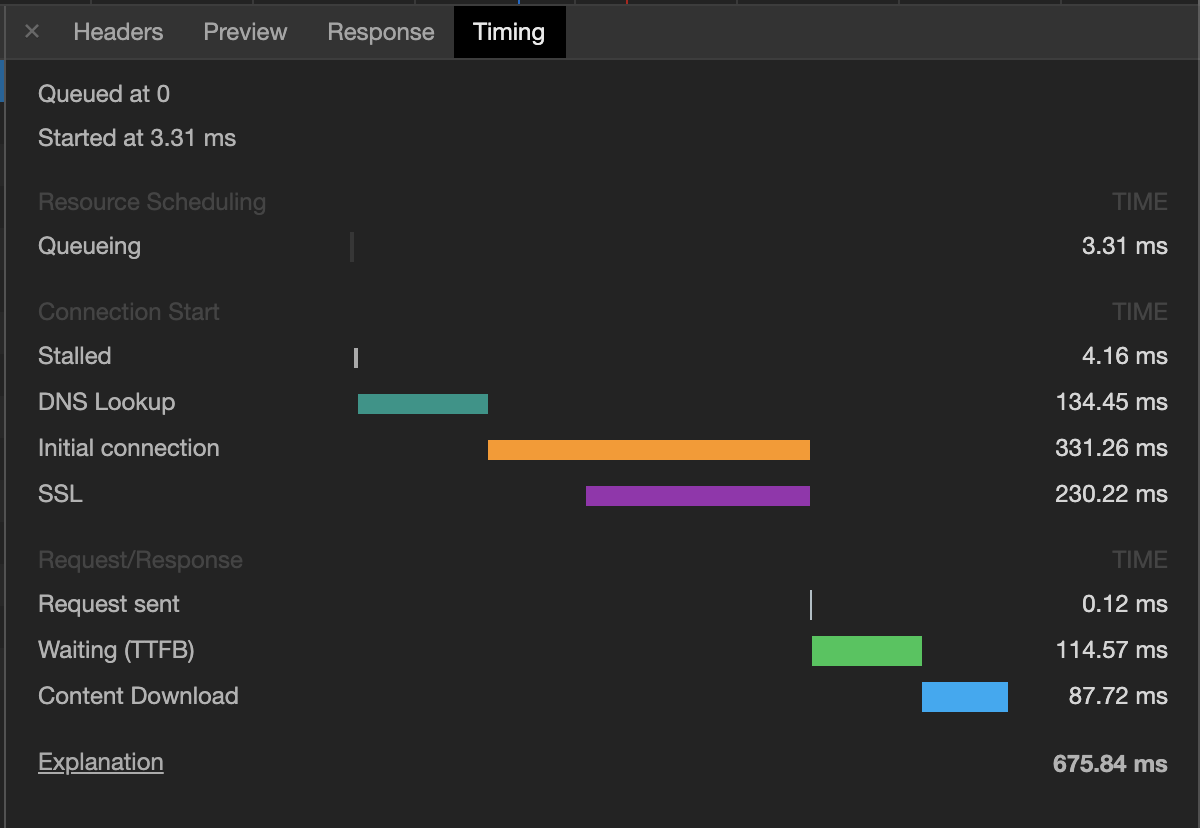 × Headers Preview Response Timing
Queued at 0
Started at 3.31 ms
Resource Scheduling TIME
Queueing 3.31 ms
Connection Start TIME
Stalled 4.16 ms
DNS Lookup 134.45 ms
Initial connection 331.26 ms
SSL 230.22 ms
Request/Response TIME
Request sent 0.12 ms
Waiting (TTFB) 114.57 ms
Content Download 87.72 ms
Explanation 675.84 ms